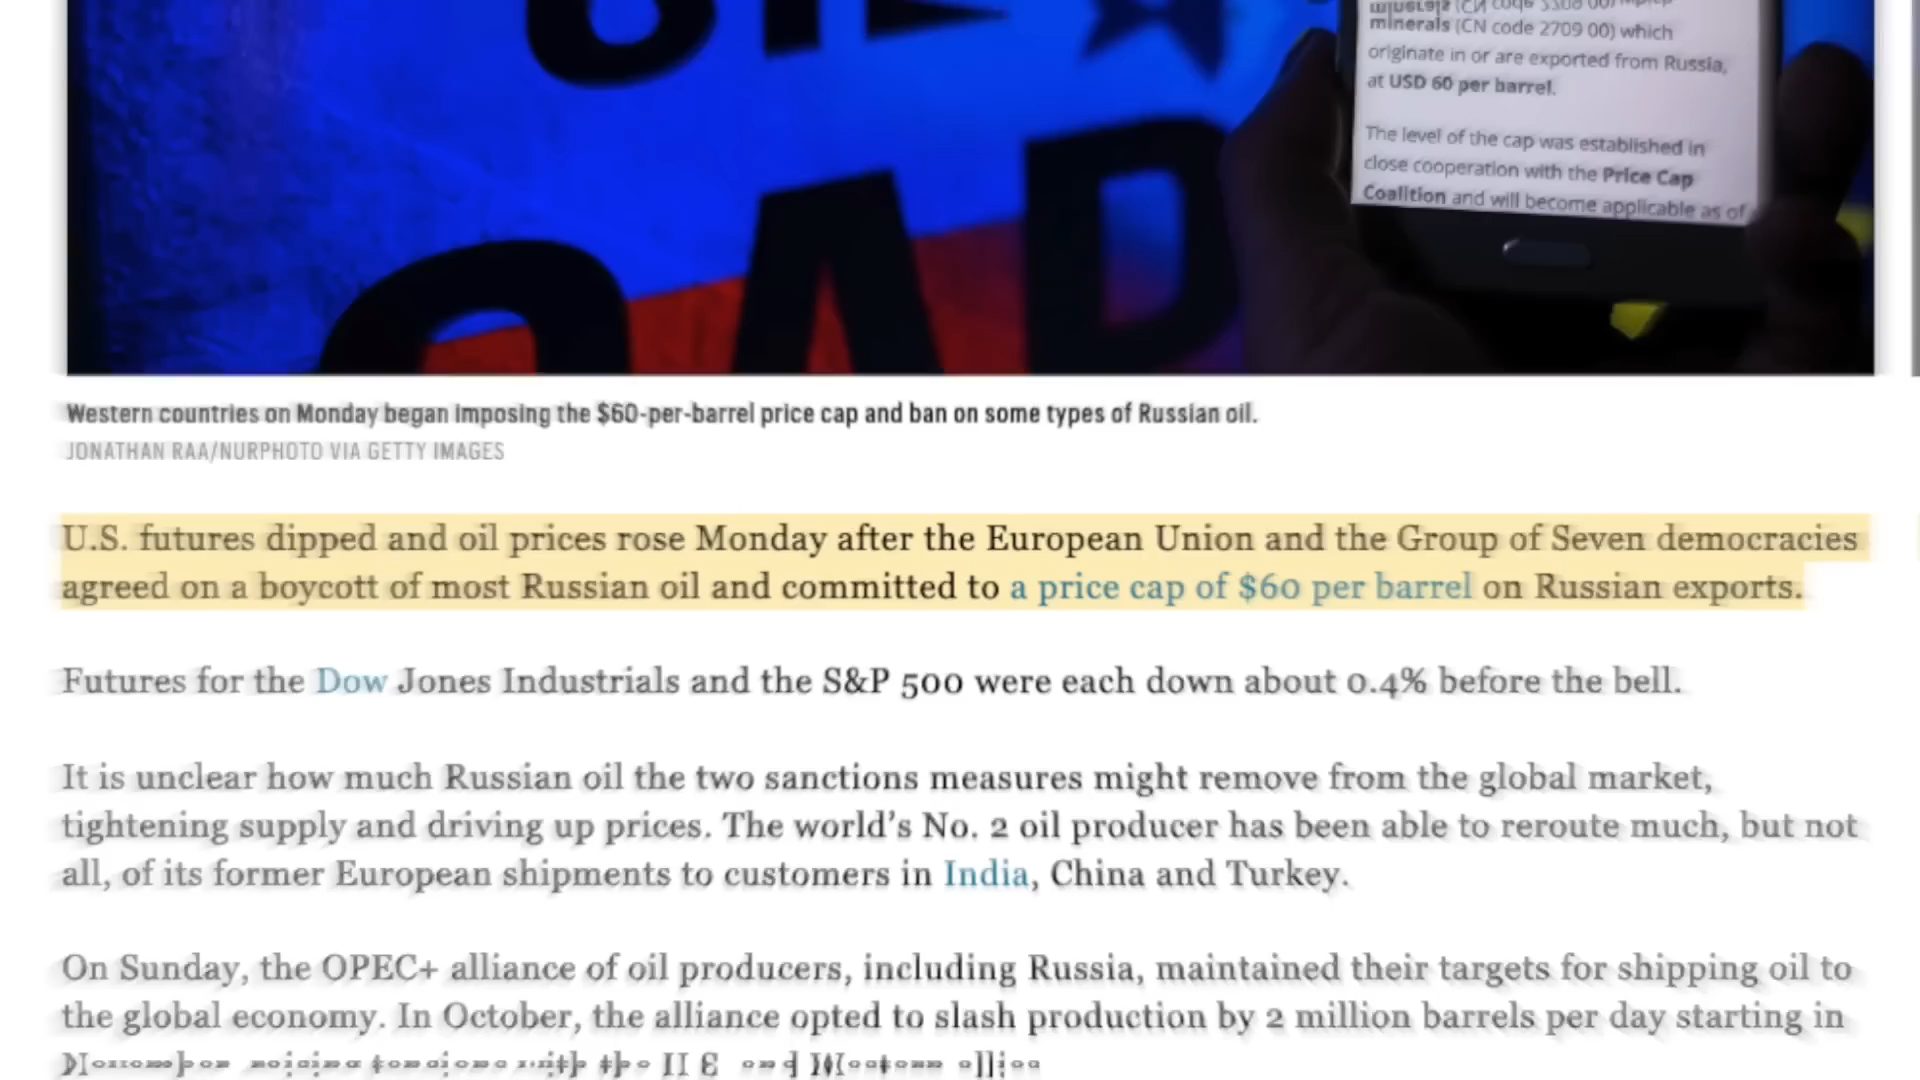 OIL
minerals (CN code 2709 00) which
originate in or are exported from Russia,
at USD 60 per barrel.
The level of the cap was established in
close cooperation with the Price Cap
Coalition and will become applicable as of
CAP
Western countries on Monday began imposing the $60-per-barrel price cap and ban on some types of Russian oil.
JONATHAN RAA/NURPHOTO VIA GETTY IMAGES
U.S. futures dipped and oil prices rose Monday after the European Union and the Group of Seven democracies
agreed on a boycott of most Russian oil and committed to a price cap of $60 per barrel on Russian exports.
Futures for the Dow Jones Industrials and the S&P 500 were each down about 0.4% before the bell.
It is unclear how much Russian oil the two sanctions measures might remove from the global market,
tightening supply and driving up prices. The world's No. 2 oil producer has been able to reroute much, but not
all, of its former European shipments to customers in India, China and Turkey.
On Sunday, the OPEC+ alliance of oil producers, including Russia, maintained their targets for shipping oil to
the global economy. In October, the alliance opted to slash production by 2 million barrels per day starting in